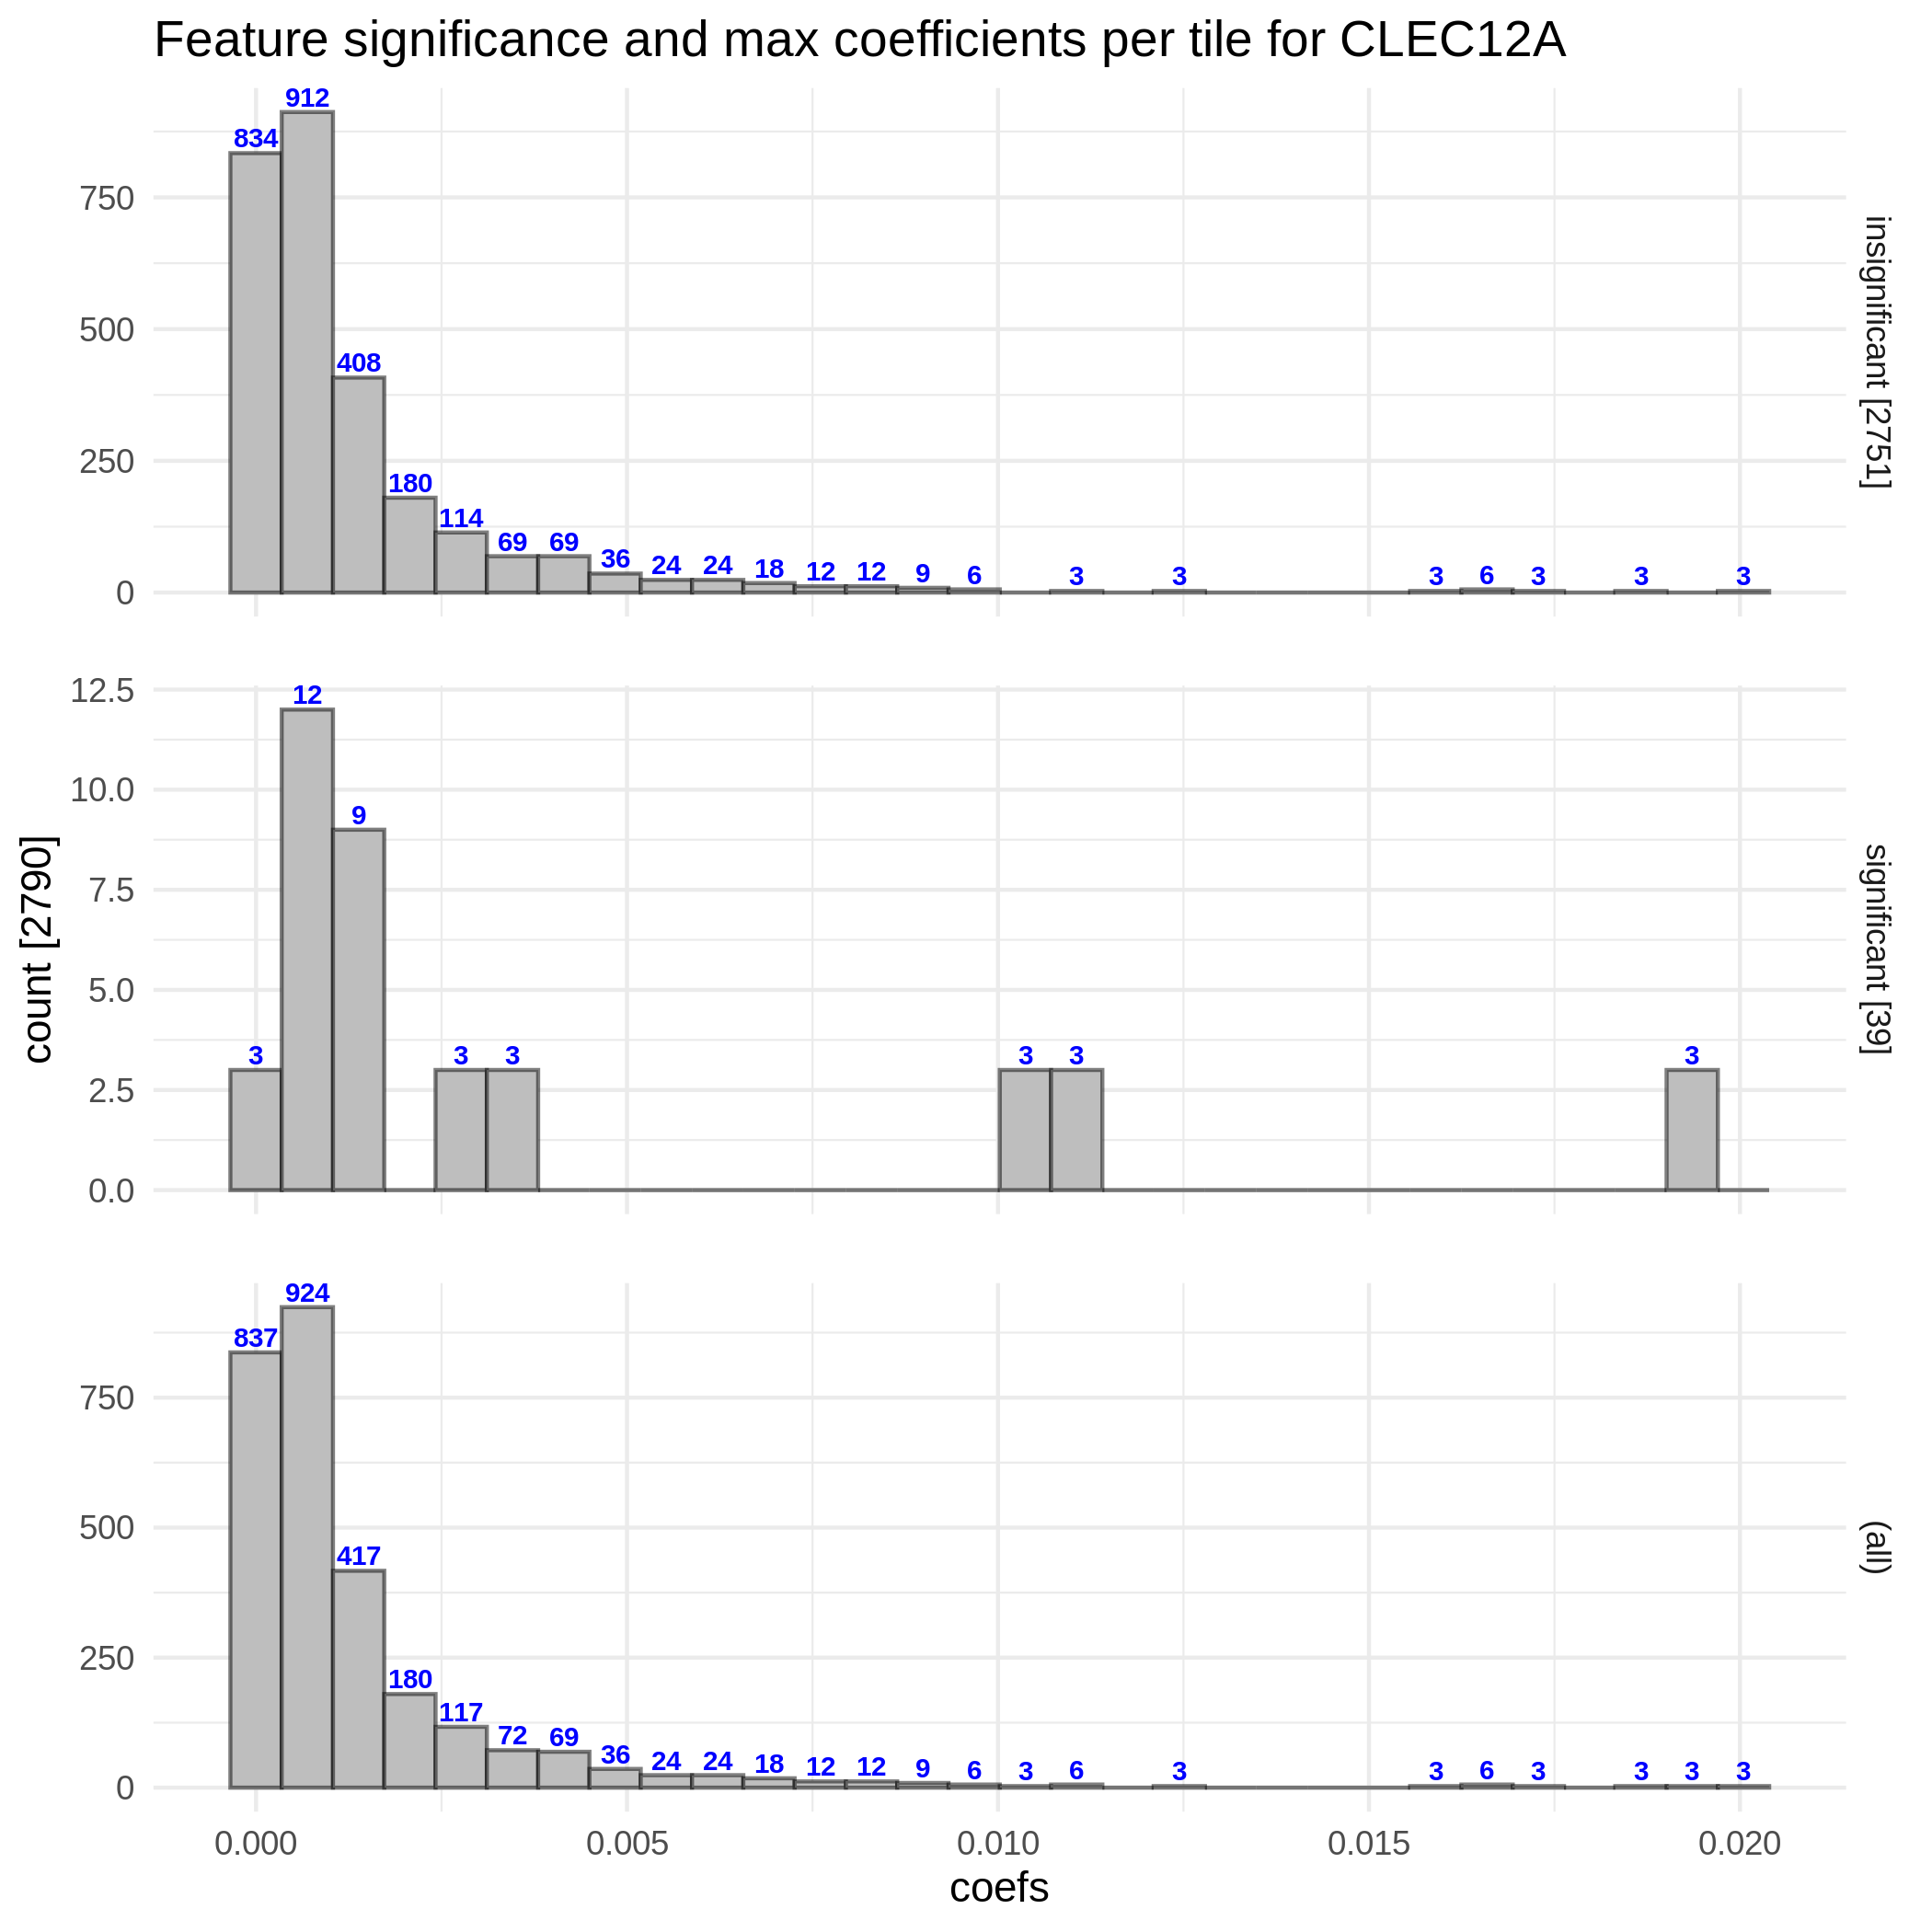 Feature significance and max coefficients per tile for CLEC12A
912
834
408
180
114
69 69 36 24 24 18 12 12 9 6 3 3 3 6 3 3 3
750
500
250
0
insignificant [2751]
12
9
3 3 3 3 3 3
12.5
10.0
7.5
5.0
2.5
0.0
significant [39]
count [2790]
924
837
417
180
117
72 69 36 24 24 18 12 12 9 6 3 6 3 3 6 3 3 3 3
750
500
250
0
(all)
0.000 0.005 0.010 0.015 0.020
coefs